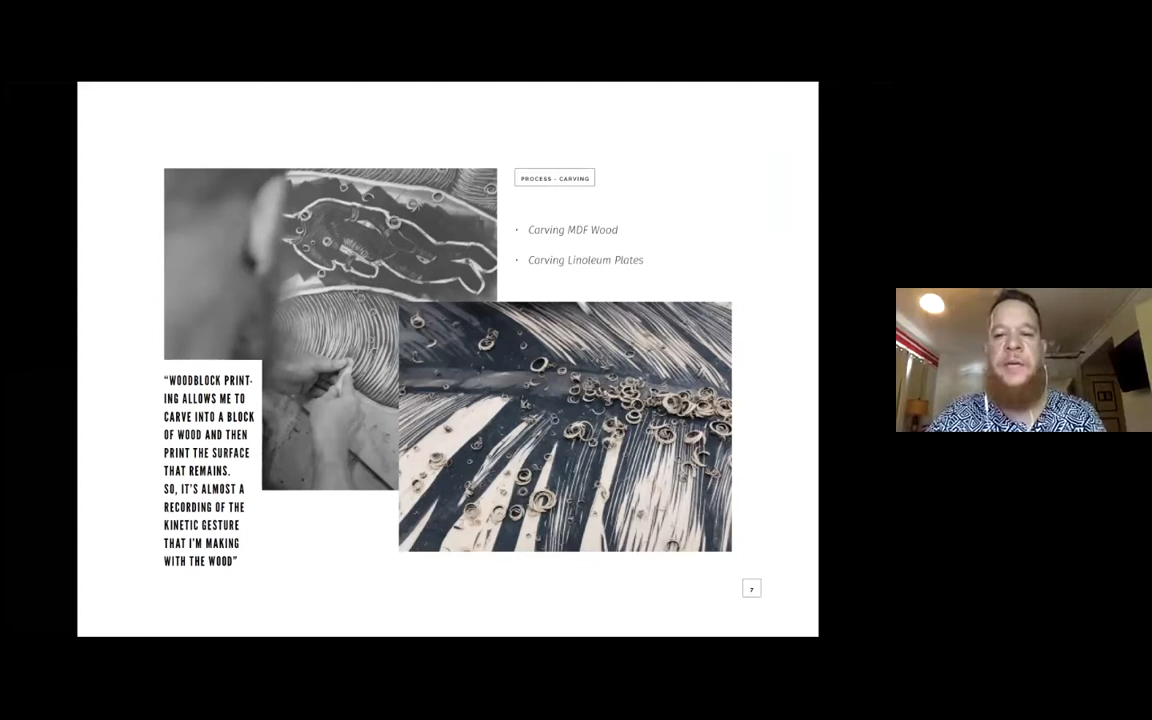 PROCESS - CARVING
· Carving MDF Wood
· Carving Linoleum Plates
“WOODBLOCK PRINT-
ING ALLOWS ME TO
CARVE INTO A BLOCK
OF WOOD AND THEN
PRINT THE SURFACE
THAT REMAINS.
SO, IT’S ALMOST A
RECORDING OF THE
KINETIC GESTURE
THAT I’M MAKING
WITH THE WOOD”
7